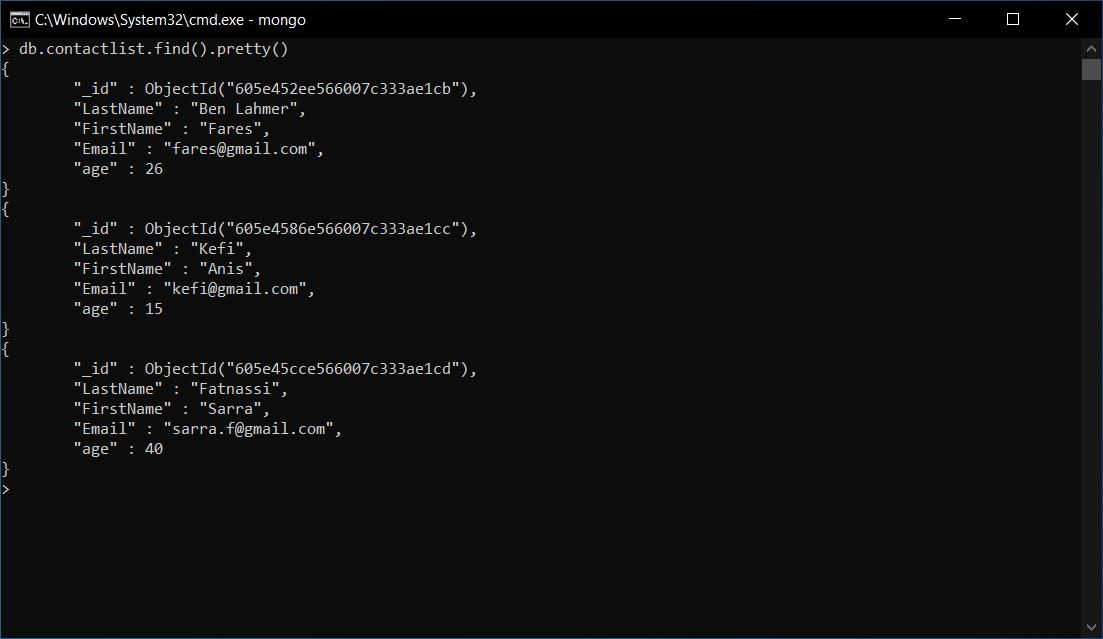 C:\Windows\System32\cmd.exe - mongo
> db.contactlist.find().pretty()
{
        "_id" : ObjectId("605e452ee566007c333ae1cb"),
        "LastName" : "Ben Lahmer",
        "FirstName" : "Fares",
        "Email" : "fares@gmail.com",
        "age" : 26
}
{
        "_id" : ObjectId("605e4586e566007c333ae1cc"),
        "LastName" : "Kefi",
        "FirstName" : "Anis",
        "Email" : "kefi@gmail.com",
        "age" : 15
}
{
        "_id" : ObjectId("605e45cce566007c333ae1cd"),
        "LastName" : "Fatnassi",
        "FirstName" : "Sarra",
        "Email" : "sarra.f@gmail.com",
        "age" : 40
}
>